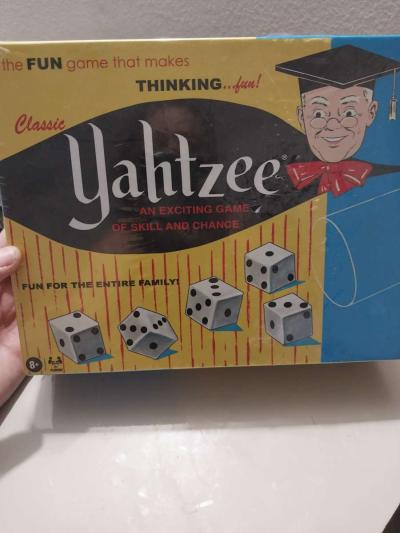 the FUN game that makes
THINKING...fun!
Classic
Yahtzee®
AN EXCITING GAME
OF SKILL AND CHANCE
FUN FOR THE ENTIRE FAMILY!
8+